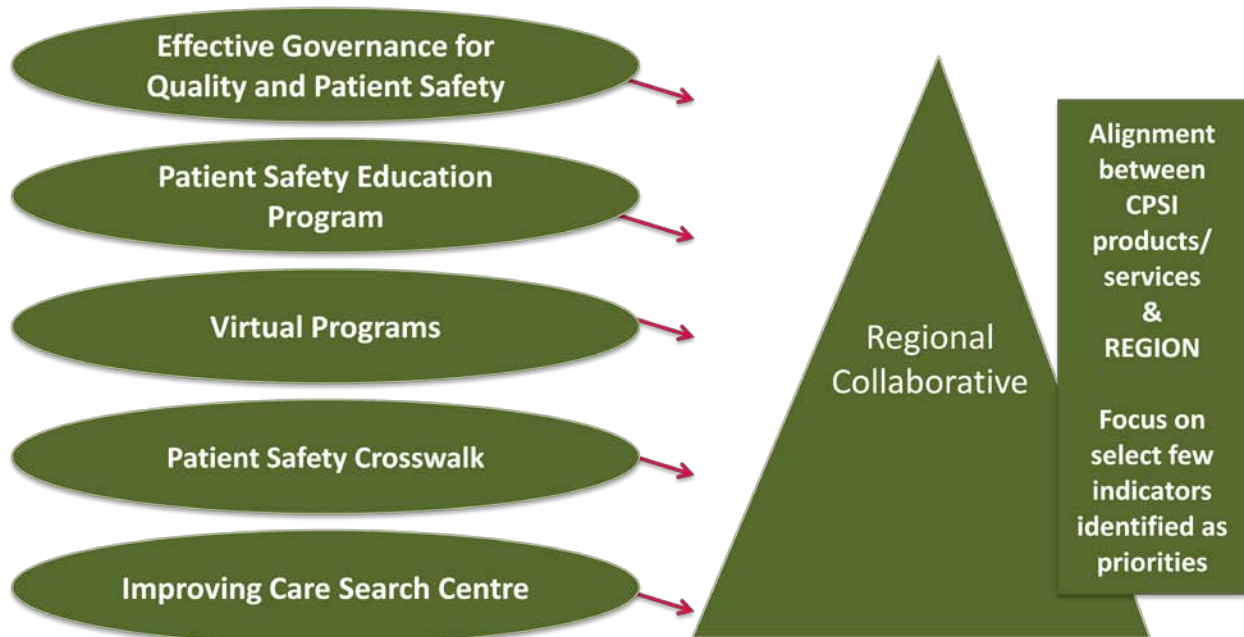 Effective Governance for
Quality and Patient Safety
Patient Safety Education
Program
Virtual Programs
Patient Safety Crosswalk
Improving Care Search Centre
Regional
Collaborative
Alignment
between
CPSI
products/
services
&
REGION
Focus on
select few
indicators
identified as
priorities